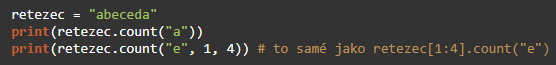 retezec = "abeceda"
print(retezec.count("a"))
print(retezec.count("e", 1, 4)) # to samé jako retezec[1:4].count("e")